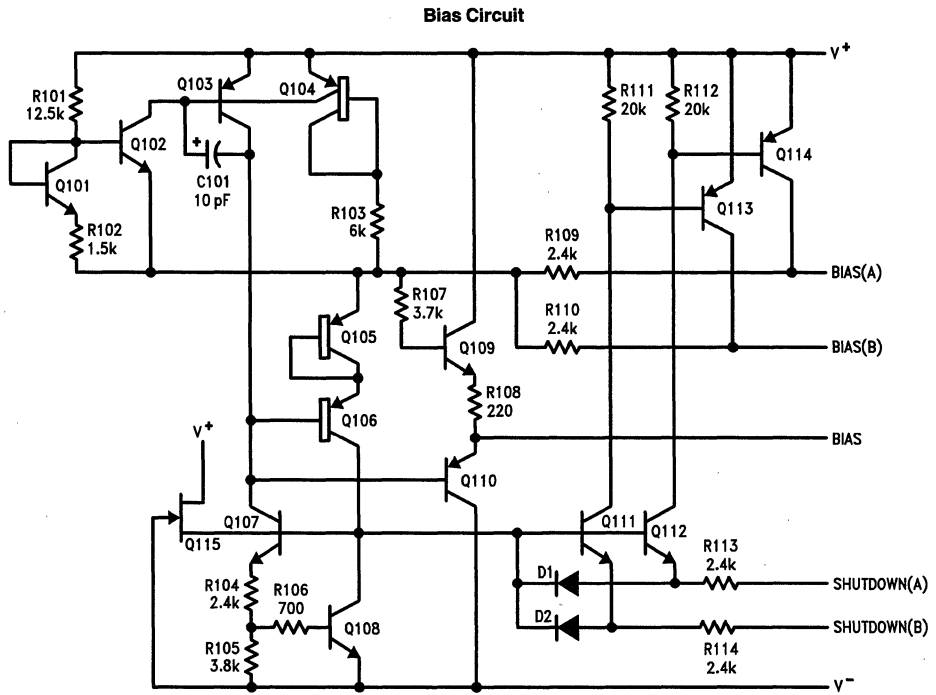 Bias Circuit
V+
R101
12.5k
Q103
Q104
R111
20k
R112
20k
Q102
Q114
Q101
C101
10 pF
+
Q113
R102
1.5k
R103
6k
R109
2.4k
BIAS(A)
R107
3.7k
R110
2.4k
Q105
Q109
BIAS(B)
R108
220
Q106
V+
BIAS
Q110
Q107
Q111
Q112
Q115
R113
2.4k
D1
R104
2.4k
R106
700
SHUTDOWN(A)
D2
Q108
SHUTDOWN(B)
R105
3.8k
R114
2.4k
V-